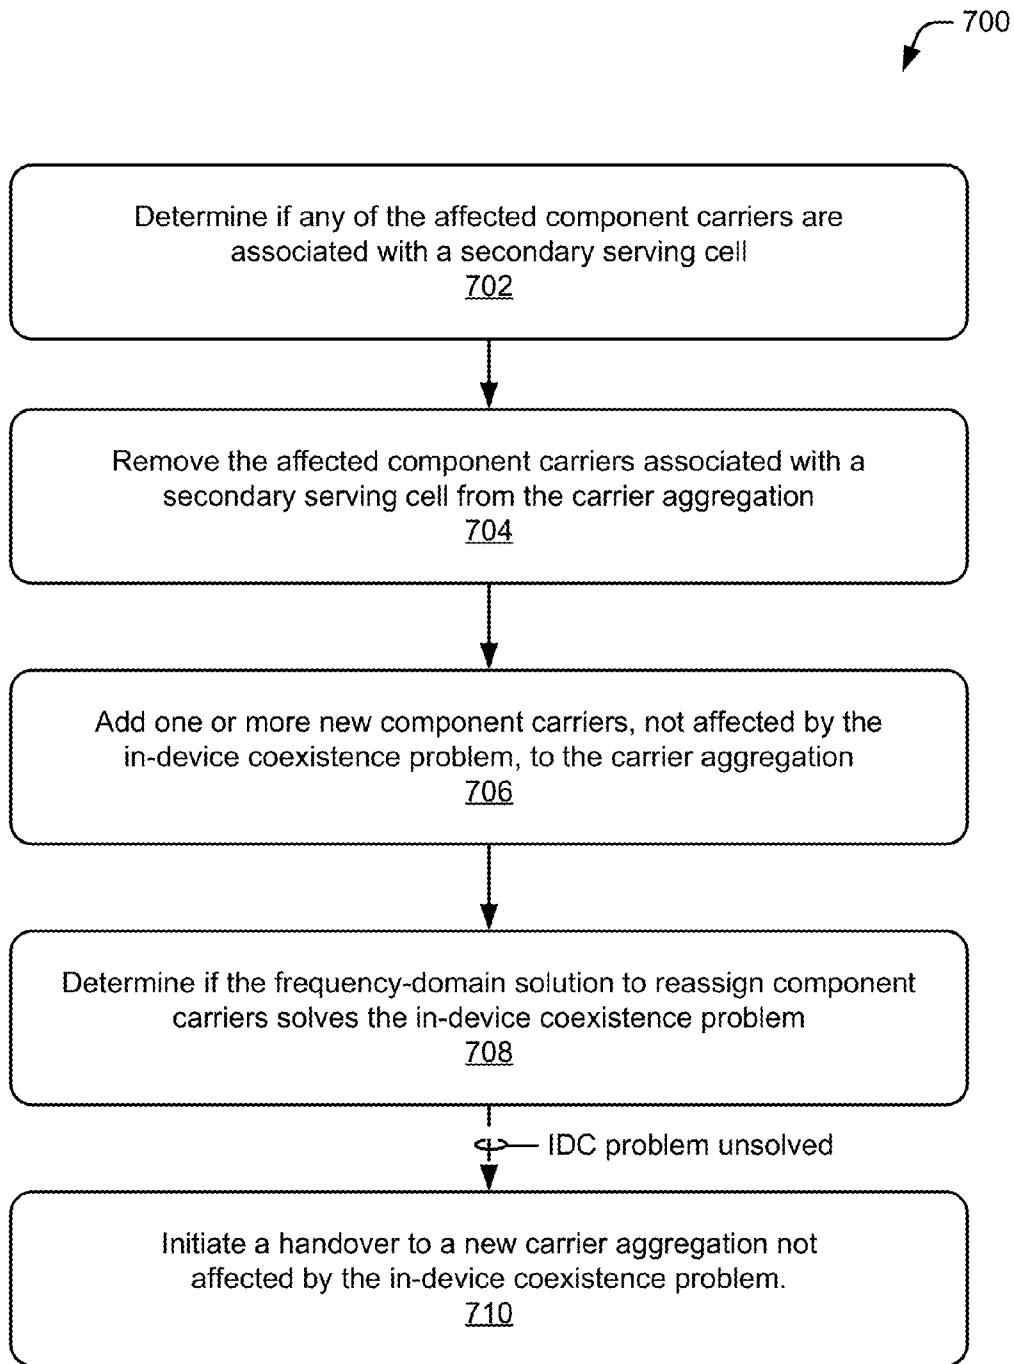 700
Determine if any of the affected component carriers are
associated with a secondary serving cell
702
Remove the affected component carriers associated with a
secondary serving cell from the carrier aggregation
704
Add one or more new component carriers, not affected by the
in-device coexistence problem, to the carrier aggregation
706
Determine if the frequency-domain solution to reassign component
carriers solves the in-device coexistence problem
708
IDC problem unsolved
Initiate a handover to a new carrier aggregation not
affected by the in-device coexistence problem.
710